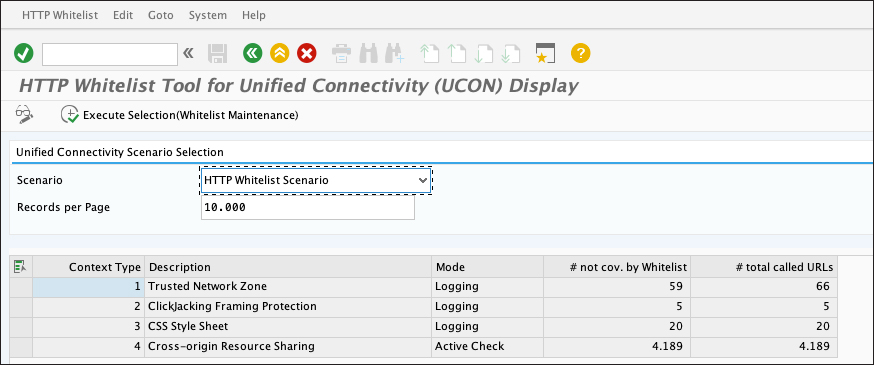 HTTP Whitelist Edit Goto System Help
«
HTTP Whitelist Tool for Unified Connectivity (UCON) Display
Execute Selection(Whitelist Maintenance)
Unified Connectivity Scenario Selection
Scenario HTTP Whitelist Scenario
Records per Page 10.000
Context Type Description Mode # not cov. by Whitelist # total called URLs
1 Trusted Network Zone Logging 59 66
2 ClickJacking Framing Protection Logging 5 5
3 CSS Style Sheet Logging 20 20
4 Cross-origin Resource Sharing Active Check 4.189 4.189